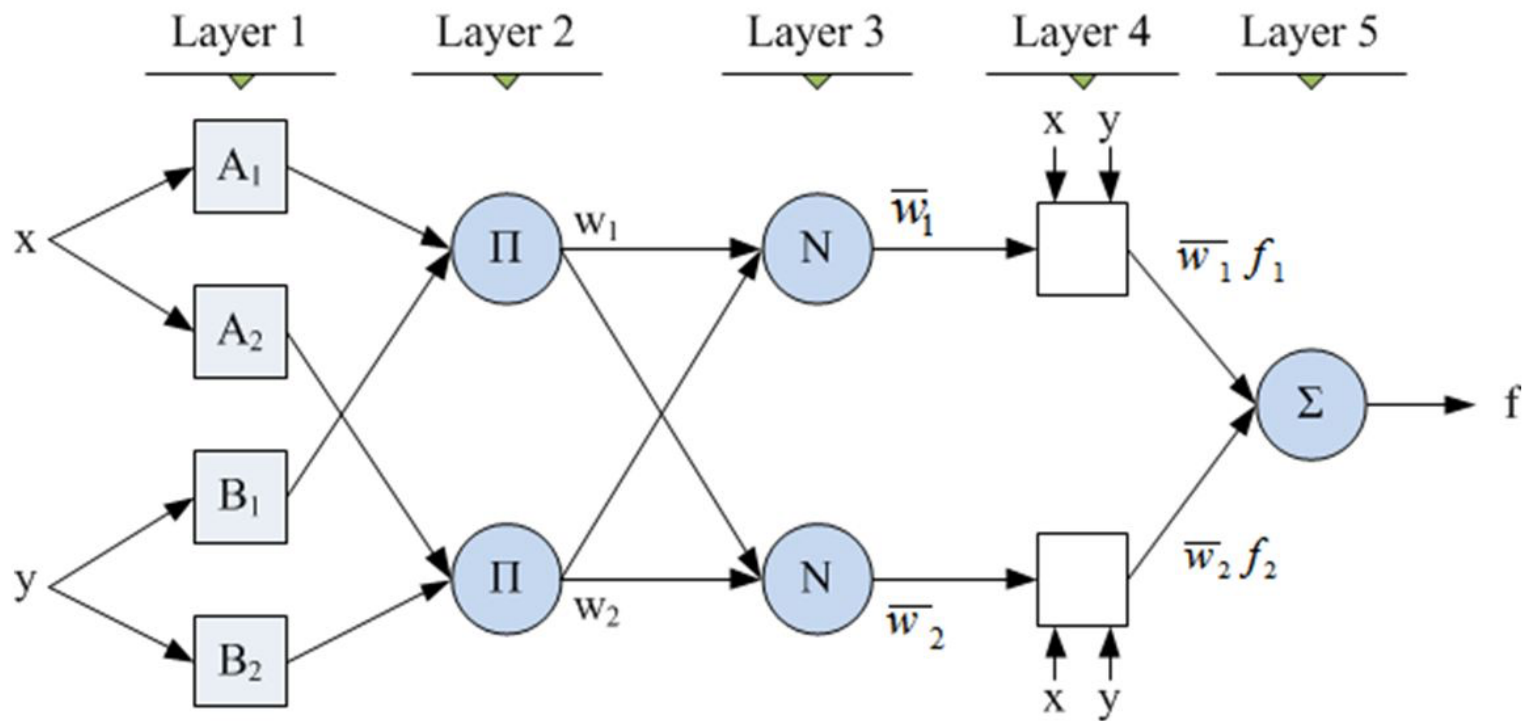 Layer 1 Layer 2 Layer 3 Layer 4 Layer 5
x y
A₁
w₁ w̅₁
Π N
x
w̅₁ f₁
A₂
Σ f
B₁
w̅₂ f₂
y
Π N
w₂ w̅₂
B₂
x y